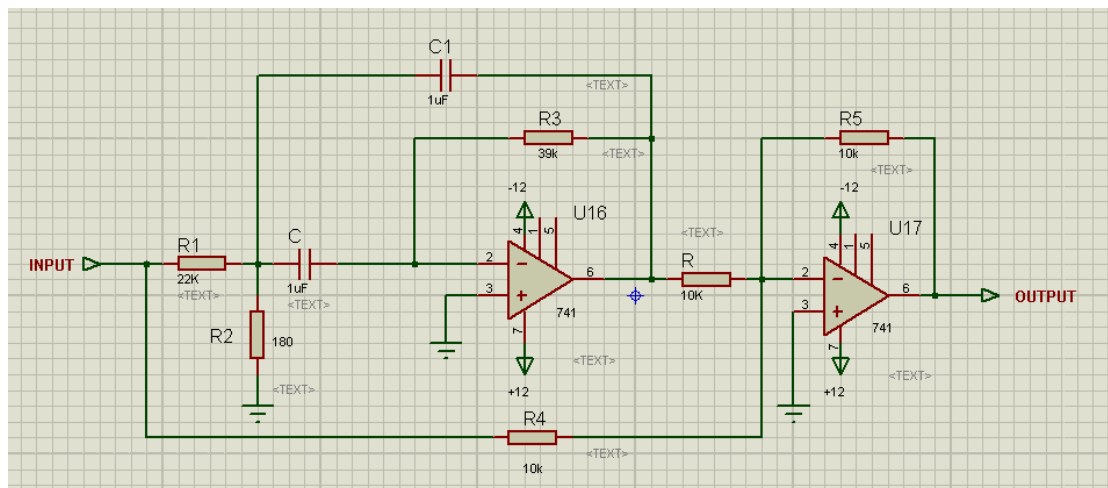 C1
1uF
<TEXT>
R3
39k
<TEXT>
R5
10k
<TEXT>
-12
4
1
5
U16
-12
4
1
5
U17
R1
22K
<TEXT>
C
1uF
<TEXT>
INPUT
2
3
6
7
741
+12
<TEXT>
<TEXT>
R
10K
2
3
6
7
741
+12
<TEXT>
OUTPUT
R2
180
<TEXT>
R4
10k
<TEXT>